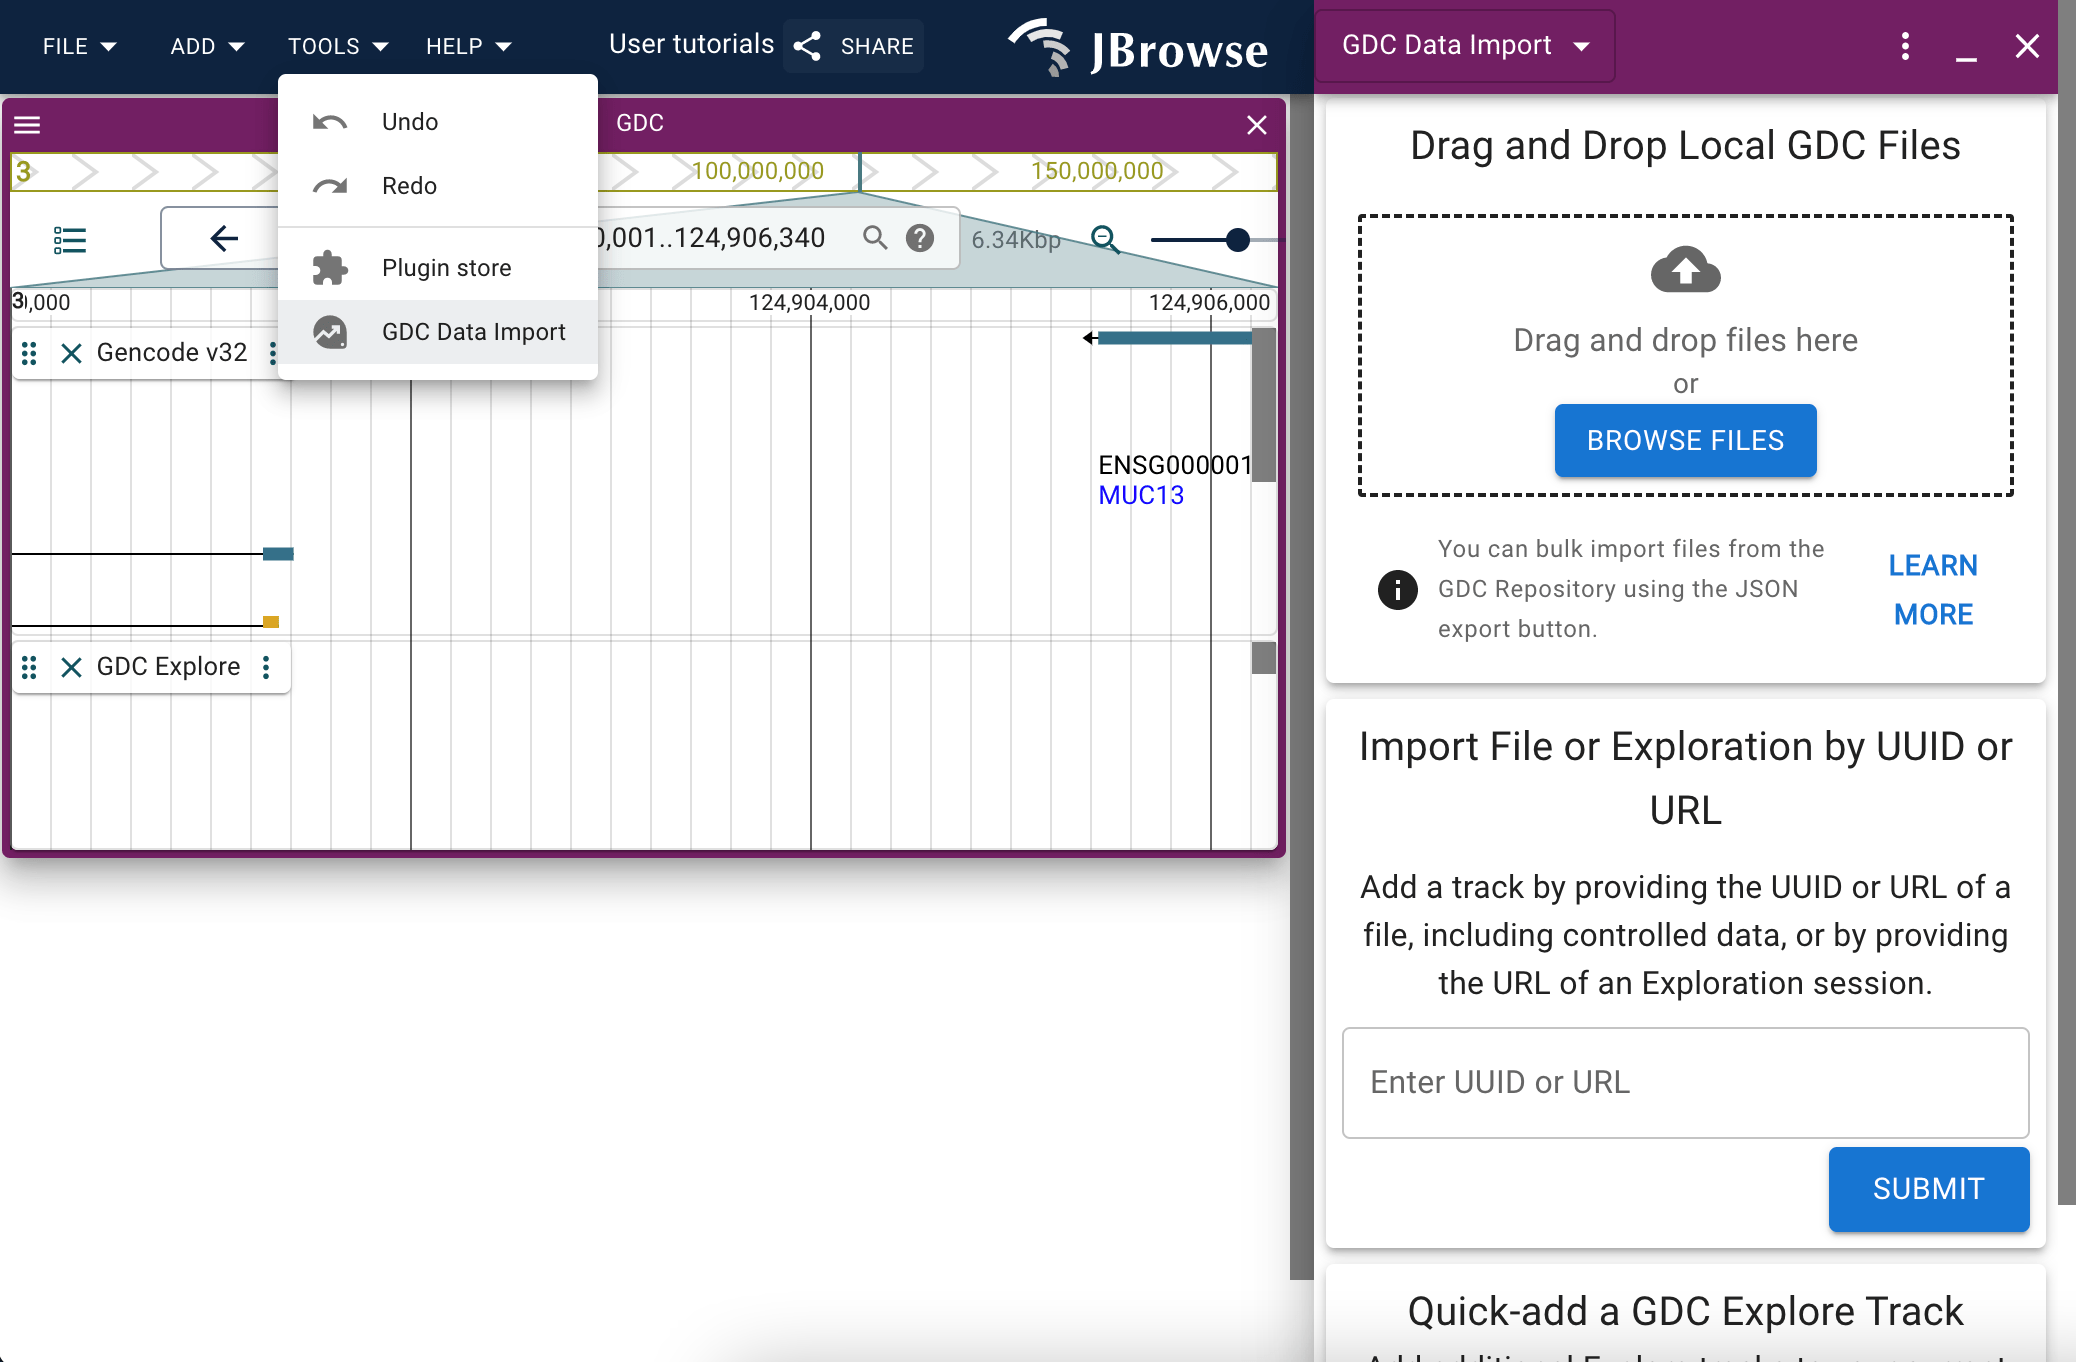 FILE
ADD
TOOLS
HELP
User tutorials
SHARE
JBrowse
Undo
Redo
Plugin store
GDC Data Import
GDC
3
100,000,000
150,000,000
0,001..124,906,340
6.34Kbp
3
,000
124,904,000
124,906,000
Gencode v32
ENSG000001
MUC13
GDC Explore
GDC Data Import
Drag and Drop Local GDC Files
Drag and drop files here
or
BROWSE FILES
You can bulk import files from the
GDC Repository using the JSON
export button.
LEARN
MORE
Import File or Exploration by UUID or
URL
Add a track by providing the UUID or URL of a
file, including controlled data, or by providing
the URL of an Exploration session.
Enter UUID or URL
SUBMIT
Quick-add a GDC Explore Track